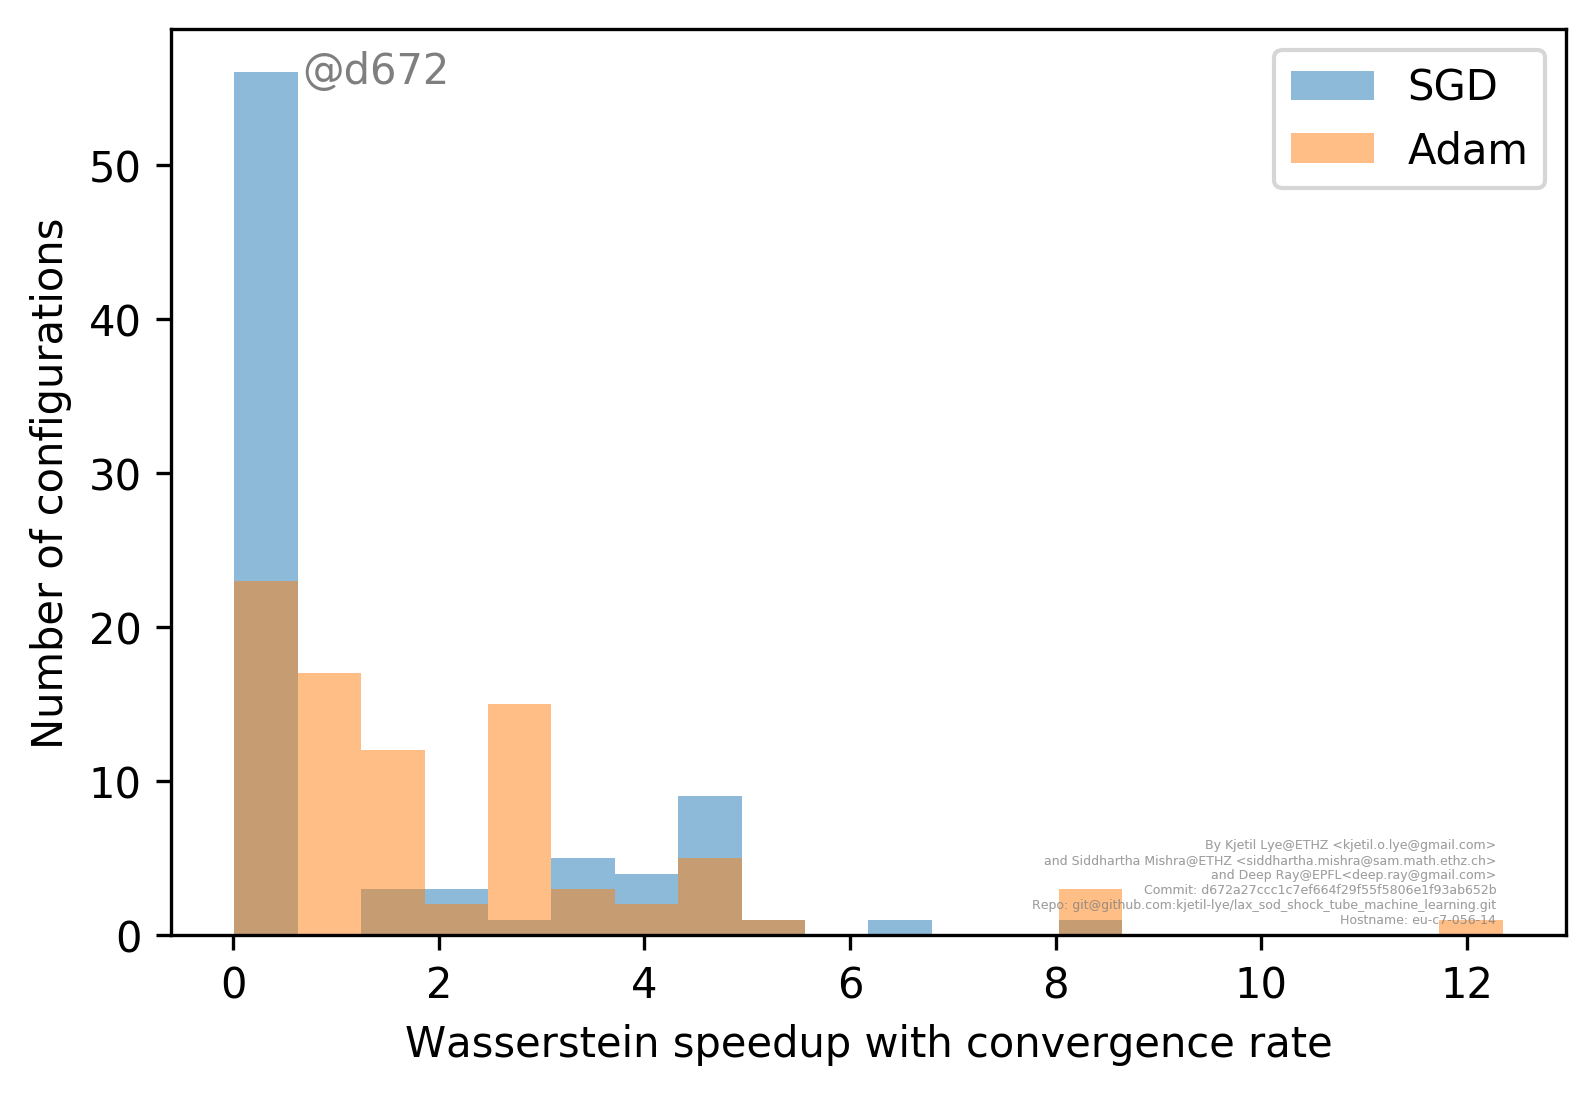 @d672
SGD
Adam
50
40
30
20
10
0
Number of configurations
0 2 4 6 8 10 12
Wasserstein speedup with convergence rate
By Kjetil Lye@ETHZ <kjetil.o.lye@gmail.com>
and Siddhartha Mishra@ETHZ <siddhartha.mishra@sam.math.ethz.ch>
and Deep Ray@EPFL<deep.ray@gmail.com>
Commit: d672a27ccc1c7ef664f29f55f5806e1f93ab652b
Repo: git@github.com:kjetil-lye/lax_sod_shock_tube_machine_learning.git
Hostname: eu-c7-056-14